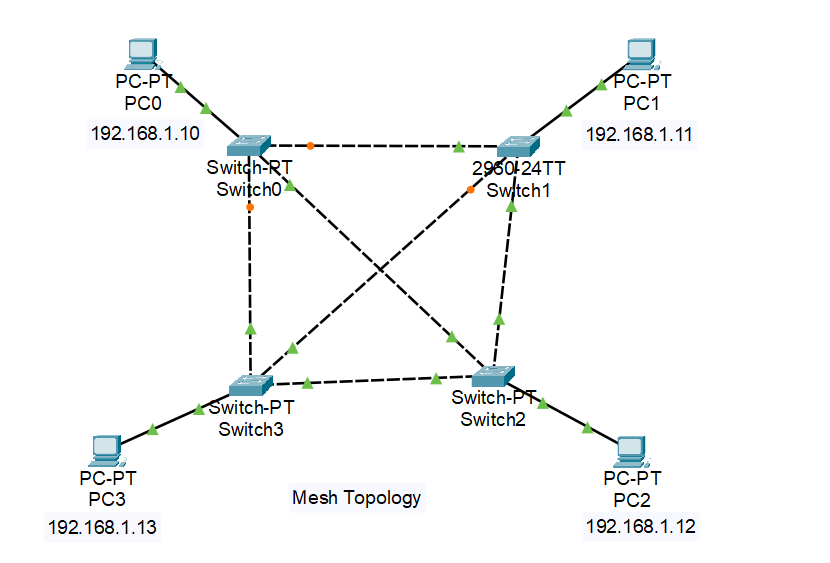 PC-PT
PC0
192.168.1.10
PC-PT
PC1
192.168.1.11
Switch-PT
Switch0
2950-24TT
Switch1
Switch-PT
Switch3
Switch-PT
Switch2
PC-PT
PC3
192.168.1.13
Mesh Topology
PC-PT
PC2
192.168.1.12